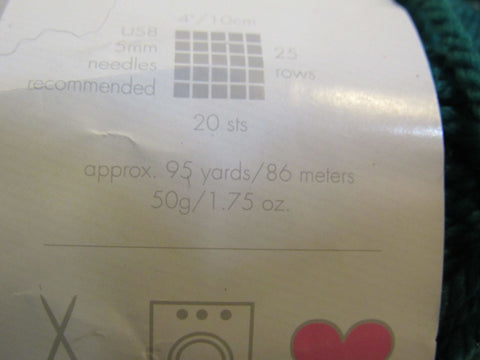 4"/10cm
US8
5mm
needles
recommended
25
rows
20 sts
approx. 95 yards/86 meters
50g/1.75 oz.